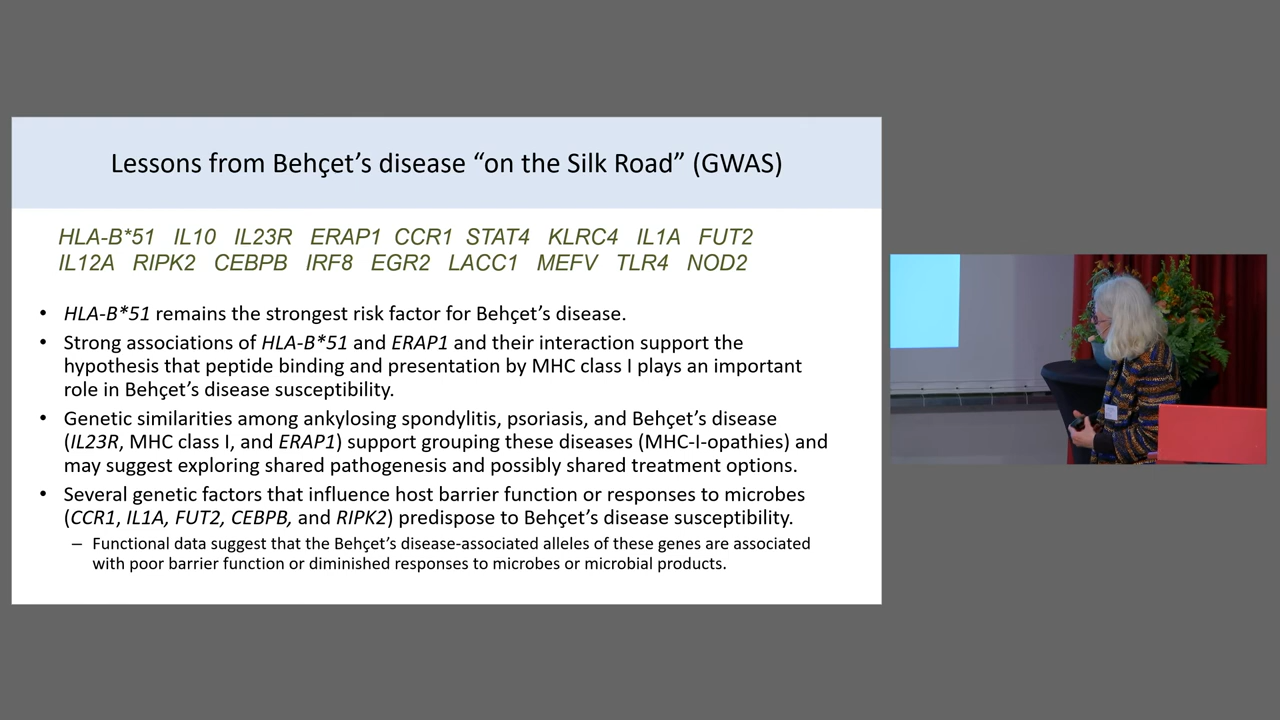 Lessons from Behçet’s disease “on the Silk Road” (GWAS)
HLA-B*51 IL10 IL23R ERAP1 CCR1 STAT4 KLRC4 IL1A FUT2
IL12A RIPK2 CEBPB IRF8 EGR2 LACC1 MEFV TLR4 NOD2
• HLA-B*51 remains the strongest risk factor for Behçet’s disease.
• Strong associations of HLA-B*51 and ERAP1 and their interaction support the
hypothesis that peptide binding and presentation by MHC class I plays an important
role in Behçet’s disease susceptibility.
• Genetic similarities among ankylosing spondylitis, psoriasis, and Behçet’s disease
(IL23R, MHC class I, and ERAP1) support grouping these diseases (MHC-I-opathies) and
may suggest exploring shared pathogenesis and possibly shared treatment options.
• Several genetic factors that influence host barrier function or responses to microbes
(CCR1, IL1A, FUT2, CEBPB, and RIPK2) predispose to Behçet’s disease susceptibility.
– Functional data suggest that the Behçet’s disease-associated alleles of these genes are associated
with poor barrier function or diminished responses to microbes or microbial products.